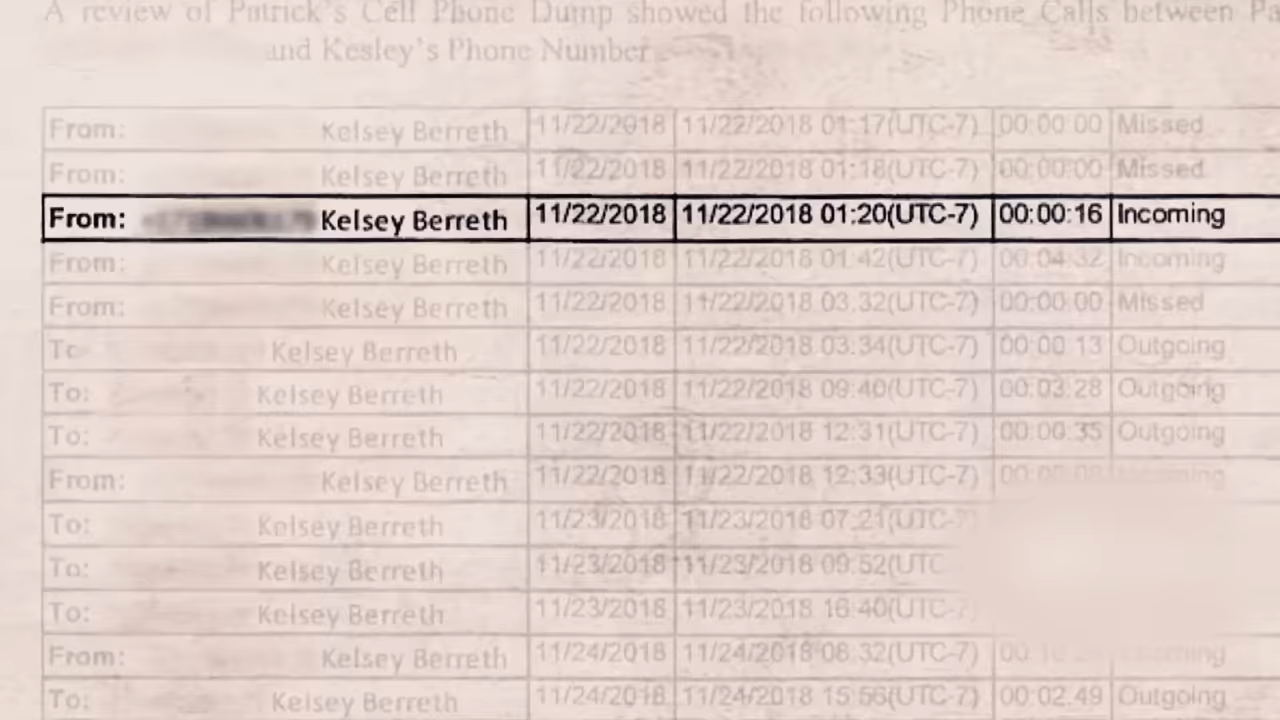 A review of Patrick's Cell Phone Dump showed the following Phone Calls between Pa
and Kesley's Phone Number
From: Kelsey Berreth 11/22/2018 11/22/2018 01:17(UTC-7) 00:00:00 Missed
From: Kelsey Berreth 11/22/2018 11/22/2018 01:18(UTC-7) 00:00:00 Missed
From: Kelsey Berreth 11/22/2018 11/22/2018 01:20(UTC-7) 00:00:16 Incoming
From: Kelsey Berreth 11/22/2018 11/22/2018 01:42(UTC-7) 00:04:32 Incoming
From: Kelsey Berreth 11/22/2018 11/22/2018 03:32(UTC-7) 00:00:00 Missed
To: Kelsey Berreth 11/22/2018 11/22/2018 03:34(UTC-7) 00:00:13 Outgoing
To: Kelsey Berreth 11/22/2018 11/22/2018 09:40(UTC-7) 00:03:28 Outgoing
To: Kelsey Berreth 11/22/2018 11/22/2018 12:31(UTC-7) 00:00:35 Outgoing
From: Kelsey Berreth 11/22/2018 11/22/2018 12:33(UTC-7) Incoming
To: Kelsey Berreth 11/23/2018 11/23/2018 07:21(UTC-7)
To: Kelsey Berreth 11/23/2018 11/23/2018 09:52(UTC
To: Kelsey Berreth 11/23/2018 11/23/2018 16:40(UTC-7)
From: Kelsey Berreth 11/24/2018 11/24/2018 08:32(UTC-7) Incoming
To: Kelsey Berreth 11/24/2018 11/24/2018 15:56(UTC-7) 00:02:49 Outgoing